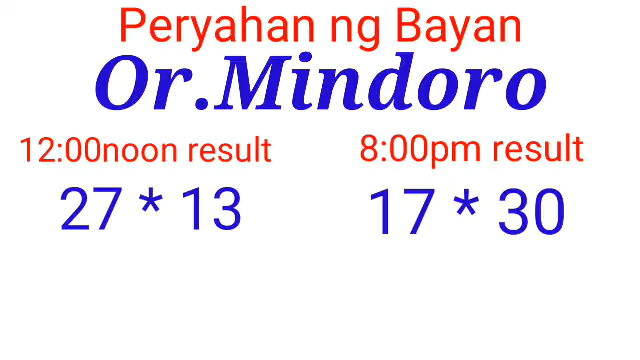 Peryahan ng Bayan
Or.Mindoro
12:00noon result 8:00pm result
27 * 13 17 * 30